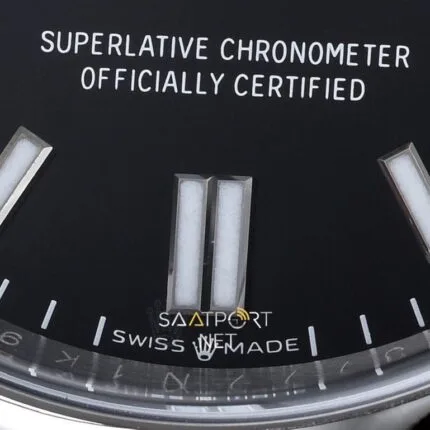 SUPERLATIVE CHRONOMETER
OFFICIALLY CERTIFIED
SAATPORT
.NET
SWISS MADE